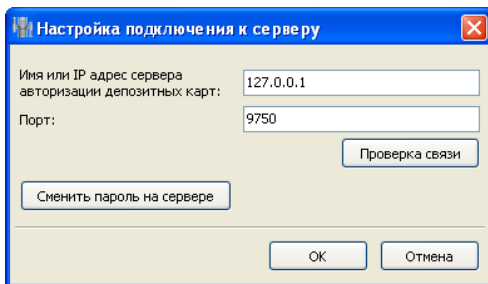 Настройка подключения к серверу
Имя или IP адрес сервера
авторизации депозитных карт:
127.0.0.1
Порт:
9750
Проверка связи
Сменить пароль на сервере
OK
Отмена